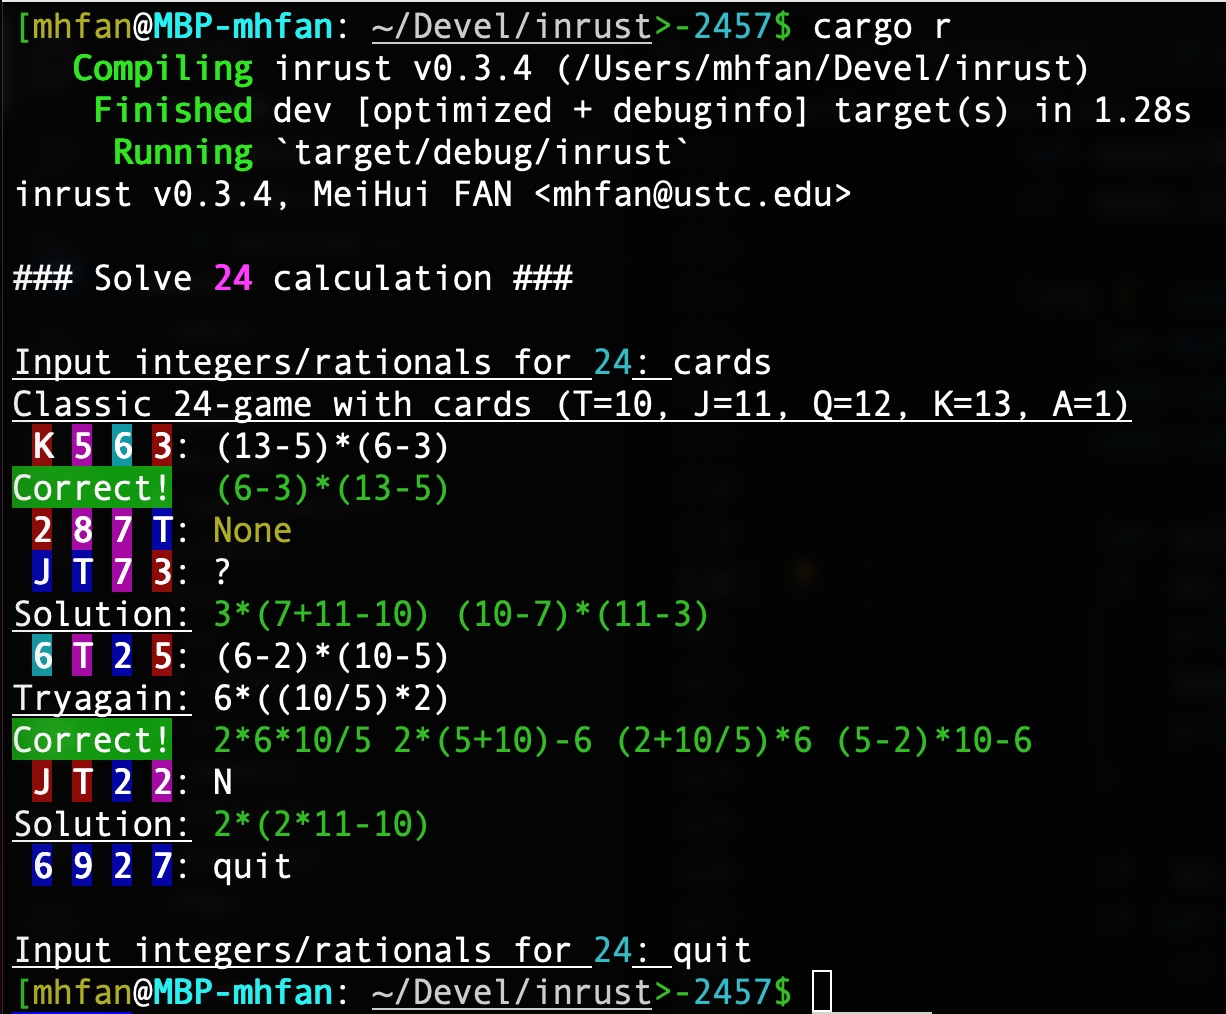 [mhfan@MBP-mhfan: ~/Devel/inrust>-2457$ cargo r
Compiling inrust v0.3.4 (/Users/mhfan/Devel/inrust)
Finished dev [optimized + debuginfo] target(s) in 1.28s
Running `target/debug/inrust`
inrust v0.3.4, MeiHui FAN <mhfan@ustc.edu>
### Solve 24 calculation ###
Input integers/rationals for 24: cards
Classic 24-game with cards (T=10, J=11, Q=12, K=13, A=1)
K 5 6 3: (13-5)*(6-3)
Correct! (6-3)*(13-5)
2 8 7 T: None
J T 7 3: ?
Solution: 3*(7+11-10) (10-7)*(11-3)
6 T 2 5: (6-2)*(10-5)
Tryagain: 6*((10/5)*2)
Correct! 2*6*10/5 2*(5+10)-6 (2+10/5)*6 (5-2)*10-6
J T 2 2: N
Solution: 2*(2*11-10)
6 9 2 7: quit
Input integers/rationals for 24: quit
[mhfan@MBP-mhfan: ~/Devel/inrust>-2457$